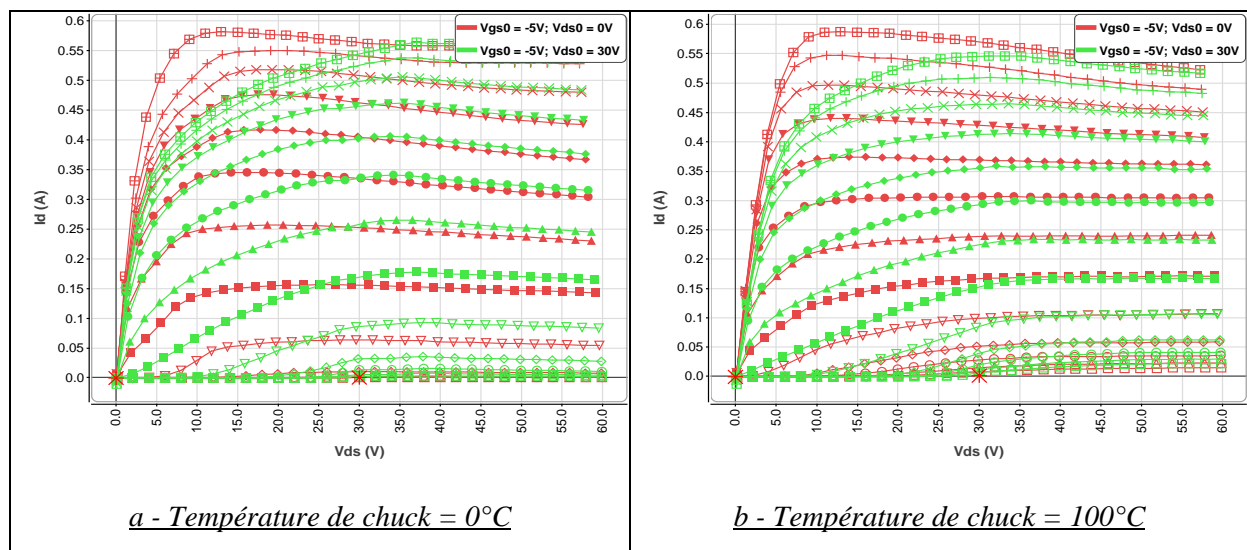 0.6
0.55
0.5
0.45
0.4
0.35
0.3
0.25
0.2
0.15
0.1
0.05
0.0
Id (A)
Vgs0 = -5V; Vds0 = 0V
Vgs0 = -5V; Vds0 = 30V
0.0 5.0 10.0 15.0 20.0 25.0 30.0 35.0 40.0 45.0 50.0 55.0 60.0
Vds (V)
a - Température de chuck = 0°C
0.6
0.55
0.5
0.45
0.4
0.35
0.3
0.25
0.2
0.15
0.1
0.05
0.0
Id (A)
Vgs0 = -5V; Vds0 = 0V
Vgs0 = -5V; Vds0 = 30V
0.0 5.0 10.0 15.0 20.0 25.0 30.0 35.0 40.0 45.0 50.0 55.0 60.0
Vds (V)
b - Température de chuck = 100°C